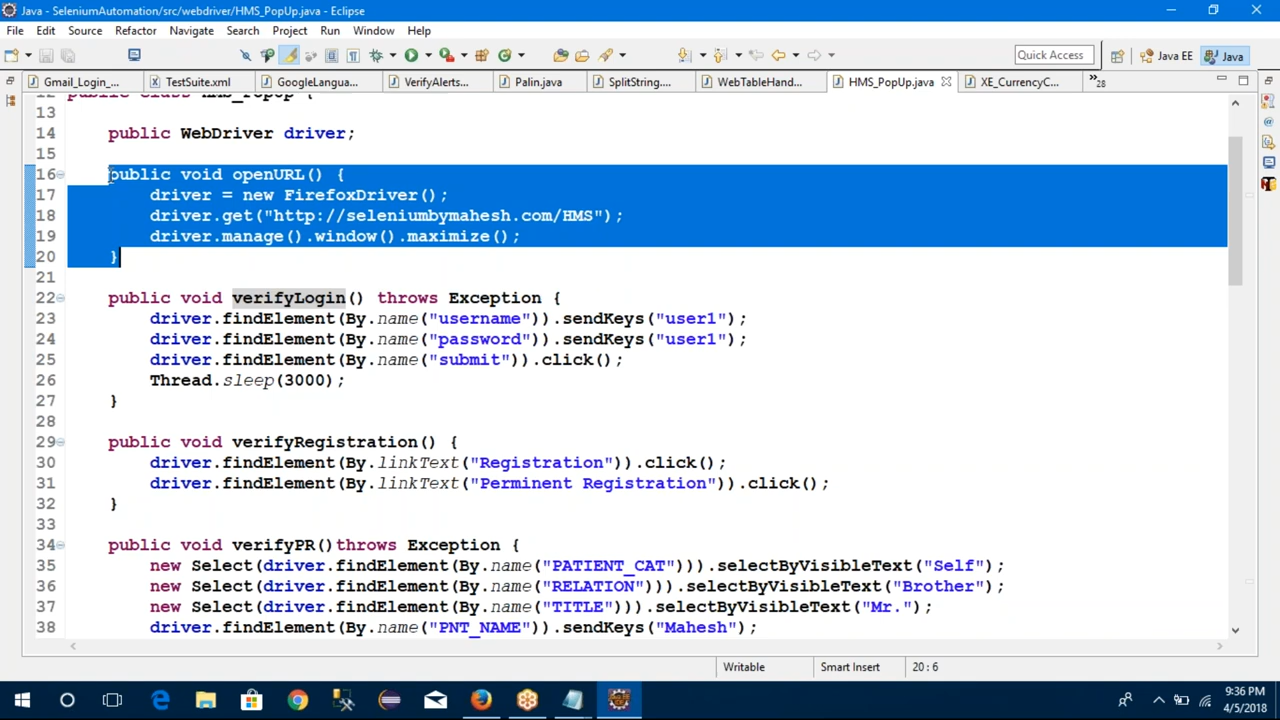 Java - SeleniumAutomation/src/webdriver/HMS_PopUp.java - Eclipse
File Edit Source Refactor Navigate Search Project Run Window Help
Quick Access Java EE Java
Gmail_Login_... TestSuite.xml GoogleLangua... VerifyAlerts... Palin.java SplitString.... WebTableHand... HMS_PopUp.java XE_CurrencyC... »28
12 public class HMS_PopUp {
13
14 public WebDriver driver;
15
16 public void openURL() {
17 driver = new FirefoxDriver();
18 driver.get("http://seleniumbymahesh.com/HMS");
19 driver.manage().window().maximize();
20 }
21
22 public void verifyLogin() throws Exception {
23 driver.findElement(By.name("username")).sendKeys("user1");
24 driver.findElement(By.name("password")).sendKeys("user1");
25 driver.findElement(By.name("submit")).click();
26 Thread.sleep(3000);
27 }
28
29 public void verifyRegistration() {
30 driver.findElement(By.linkText("Registration")).click();
31 driver.findElement(By.linkText("Perminent Registration")).click();
32 }
33
34 public void verifyPR()throws Exception {
35 new Select(driver.findElement(By.name("PATIENT_CAT"))).selectByVisibleText("Self");
36 new Select(driver.findElement(By.name("RELATION"))).selectByVisibleText("Brother");
37 new Select(driver.findElement(By.name("TITLE"))).selectByVisibleText("Mr.");
38 driver.findElement(By.name("PNT_NAME")).sendKeys("Mahesh");
Writable Smart Insert 20 : 6
9:36 PM
4/5/2018